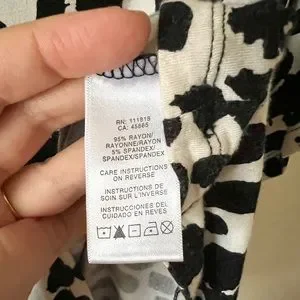 RN: 111818
CA: 45865
95% RAYON/
RAYONNE/RAYON
5% SPANDEX/
SPANDEX/SPANDEX
CARE INSTRUCTIONS
ON REVERSE
INSTRUCTIONS DE
SOIN SUR L'INVERSE
INSTRUCCIONES DEL
CUIDADO EN REVES